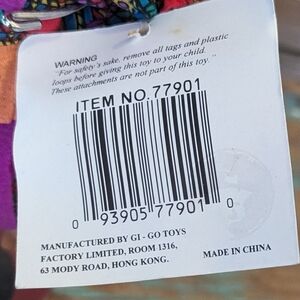 WARNING
"For safety's sake, remove all tags and plastic
loops before giving this toy to your child.
These attachments are not part of this toy."
ITEM NO. 77901
0 93905 77901 0
MANUFACTURED BY GI - GO TOYS
FACTORY LIMITED, ROOM 1316,
63 MODY ROAD, HONG KONG.
MADE IN CHINA